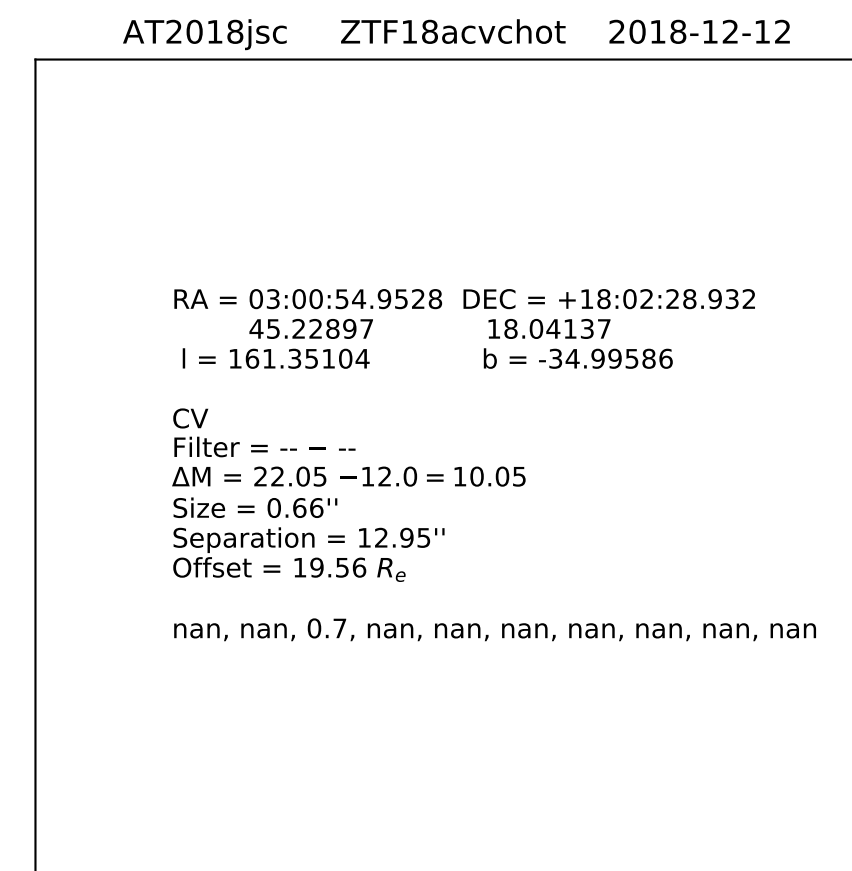 AT2018jsc ZTF18acvchot 2018-12-12
RA = 03:00:54.9528 DEC = +18:02:28.932
45.22897 18.04137
l = 161.35104 b = -34.99586
CV
Filter = -- − --
ΔM = 22.05 −12.0 = 10.05
Size = 0.66''
Separation = 12.95''
Offset = 19.56 Rₑ
nan, nan, 0.7, nan, nan, nan, nan, nan, nan, nan